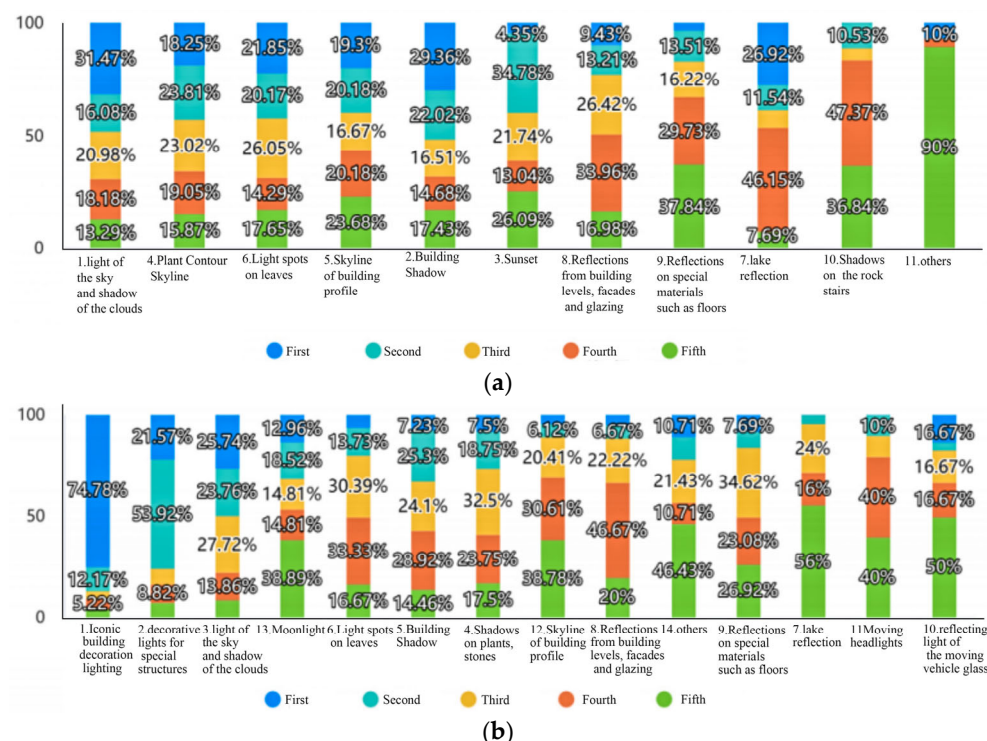 100
50
0
31.47%
16.08%
20.98%
18.18%
13.29%
18.25%
23.81%
23.02%
19.05%
15.87%
21.85%
20.17%
26.05%
14.29%
17.65%
19.3%
20.18%
16.67%
20.18%
23.68%
29.36%
22.02%
16.51%
14.68%
17.43%
4.35%
34.78%
21.74%
13.04%
26.09%
9.43%
13.21%
26.42%
33.96%
16.98%
13.51%
16.22%
29.73%
37.84%
26.92%
11.54%
46.15%
7.69%
10.53%
47.37%
36.84%
10%
90%
1.light of
the sky
and shadow
of the clouds
4.Plant Contour
Skyline
6.Light spots
on leaves
5.Skyline
of building
profile
2.Building
Shadow
3.Sunset
8.Reflections
from building
levels, facades
and glazing
9.Reflections
on special
materials
such as floors
7.lake
reflection
10.Shadows
on the rock
stairs
11.others
First Second Third Fourth Fifth
(a)
100
50
0
74.78%
12.17%
5.22%
21.57%
53.92%
8.82%
25.74%
23.76%
27.72%
13.86%
12.96%
18.52%
14.81%
14.81%
38.89%
13.73%
30.39%
33.33%
16.67%
7.23%
25.3%
24.1%
28.92%
14.46%
7.5%
18.75%
32.5%
23.75%
17.5%
6.12%
20.41%
30.61%
38.78%
6.67%
22.22%
46.67%
20%
10.71%
21.43%
10.71%
46.43%
7.69%
34.62%
23.08%
26.92%
24%
16%
56%
10%
40%
40%
16.67%
16.67%
16.67%
50%
1.Iconic
building
decoration
lighting
2.decorative
lights for
special
structures
3.light of
the sky
and shadow
of the clouds
13.Moonlight
6.Light spots
on leaves
5.Building
Shadow
4.Shadows
on plants,
stones
12.Skyline
of building
profile
8.Reflections
from building
levels, facades
and glazing
14.others
9.Reflections
on special
materials
such as floors
7.lake
reflection
11Moving
headlights
10.reflecting
light of
the moving
vehicle glass
First Second Third Fourth Fifth
(b)